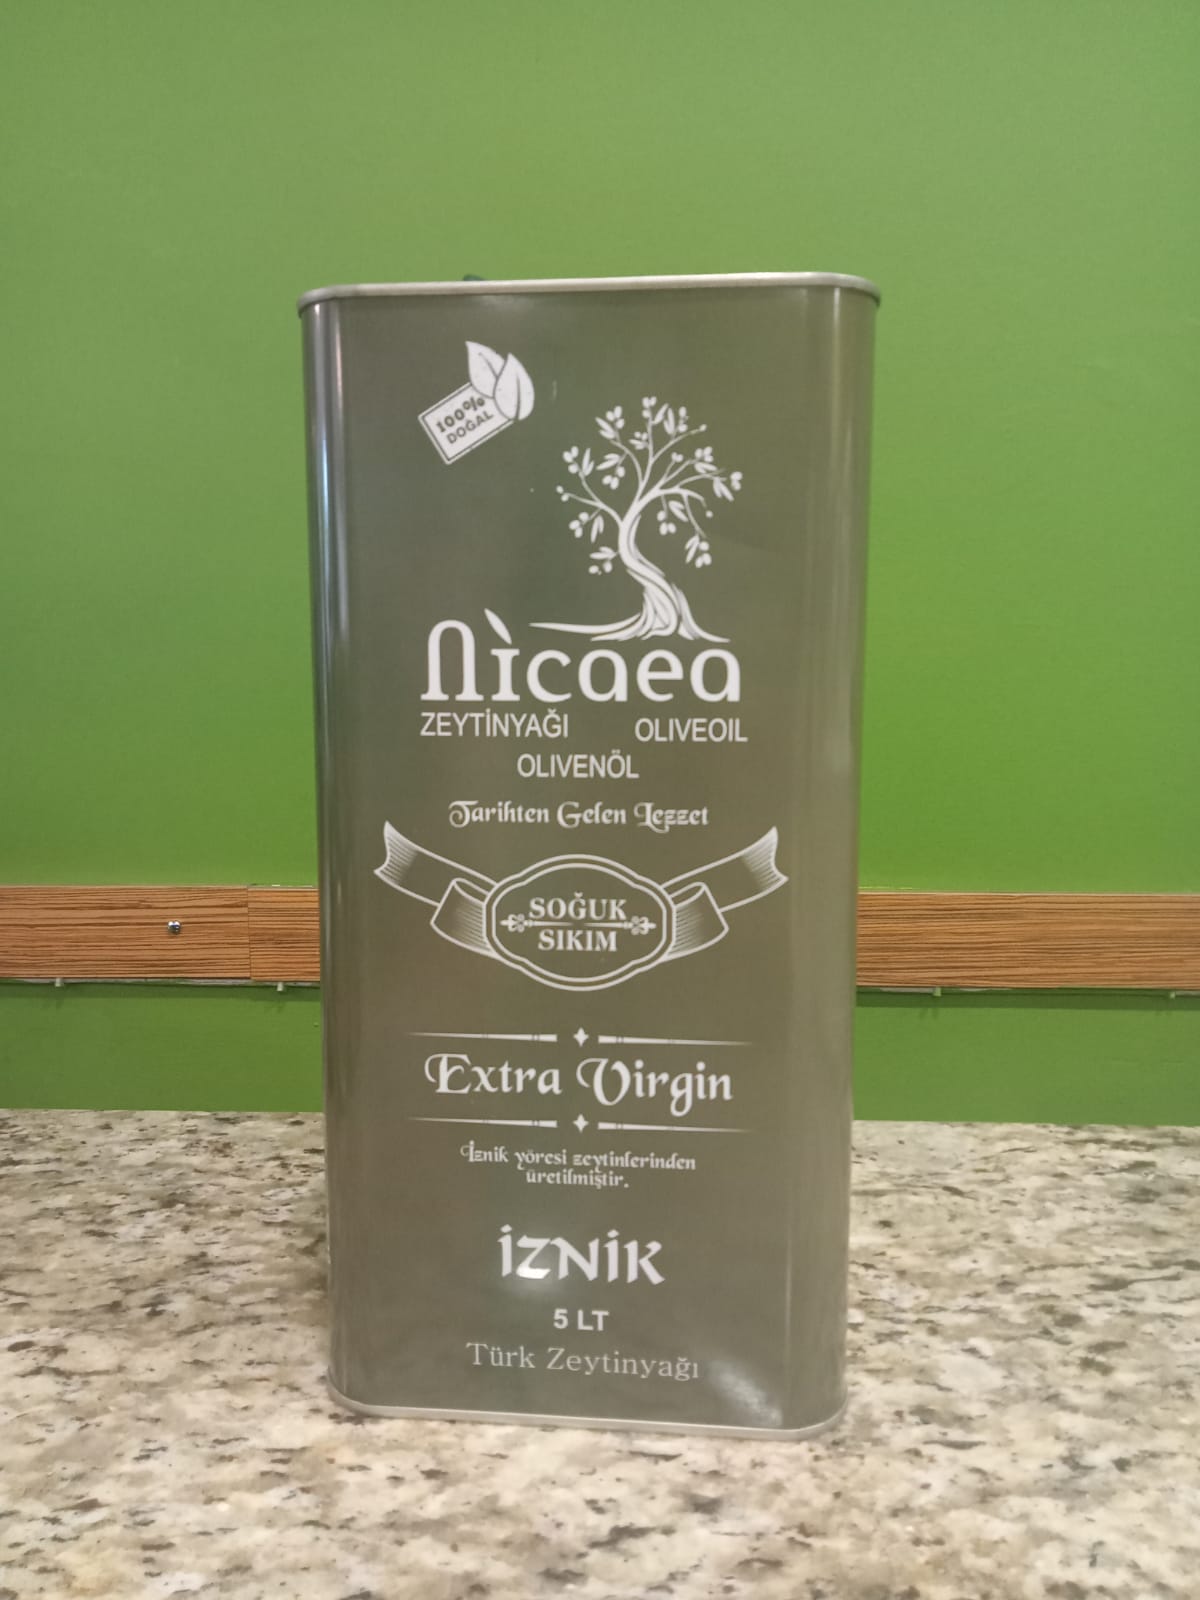 100%
DOĞAL
Nìcaea
ZEYTİNYAĞI OLIVEOIL
OLIVENÖL
Tarihten Gelen Lezzet
SOĞUK
SIKIM
Extra Virgin
İznik yöresi zeytinlerinden
üretilmiştir.
İZNİK
5 LT
Türk Zeytinyağı